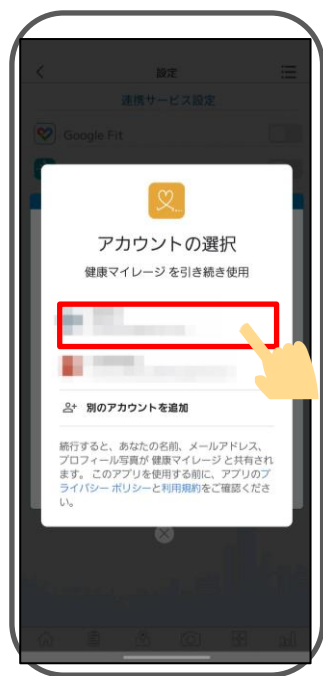 設定
連携サービス設定
Google Fit
アカウントの選択
健康マイレージ を引き続き使用
別のアカウントを追加
続行すると、あなたの名前、メールアドレス、
プロフィール写真が 健康マイレージ と共有され
ます。 このアプリを使用する前に、アプリのプ
ライバシー ポリシーと利用規約をご確認くださ
い。